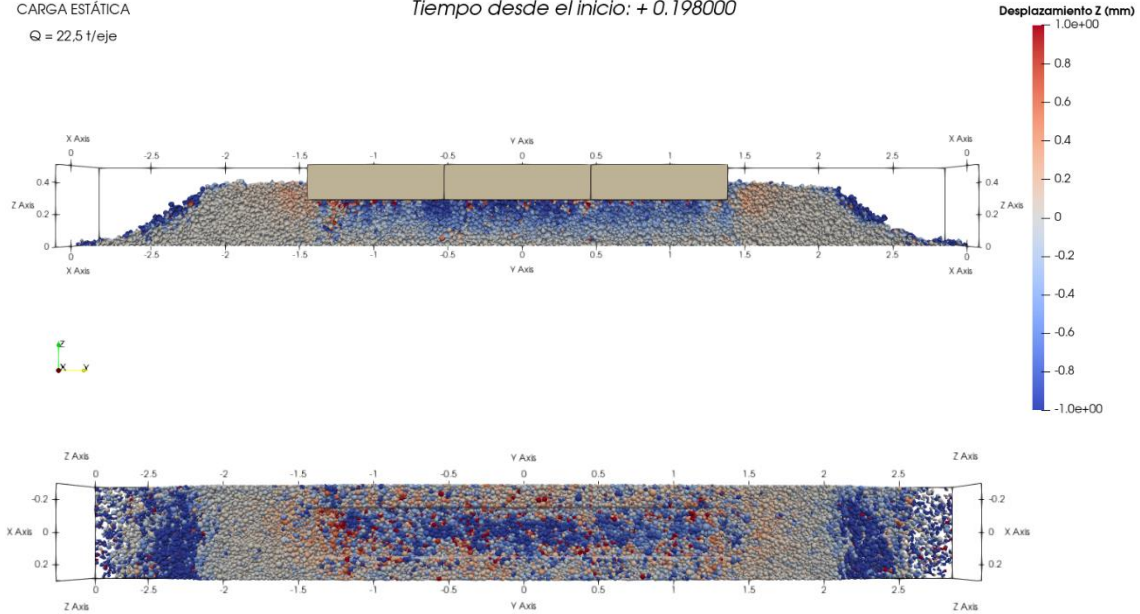 CARGA ESTÁTICA
Tiempo desde el inicio: + 0.198000
Desplazamiento Z (mm)
Q = 22,5 t/eje
1.0e+00
0.8
0.6
0.4
0.2
0
-0.2
-0.4
-0.6
-0.8
-1.0e+00
X Axis
Y Axis
X Axis
0 -2.5 -2 -1.5 -1 -0.5 0 0.5 1 1.5 2 2.5 0
0.4 0.4
Z Axis 0.2 0.2 Z Axis
0 0
0 -2.5 -2 -1.5 -1 -0.5 0 0.5 1 1.5 2 2.5 0
X Axis Y Axis X Axis
Z
X Y
Z Axis Y Axis Z Axis
0 -2.5 -2 -1.5 -1 -0.5 0 0.5 1 1.5 2 2.5 0
-0.2 -0.2
X Axis 0 0 X Axis
0.2 0.2
0 -2.5 -2 -1.5 -1 -0.5 0 0.5 1 1.5 2 2.5 0
Z Axis Y Axis Z Axis